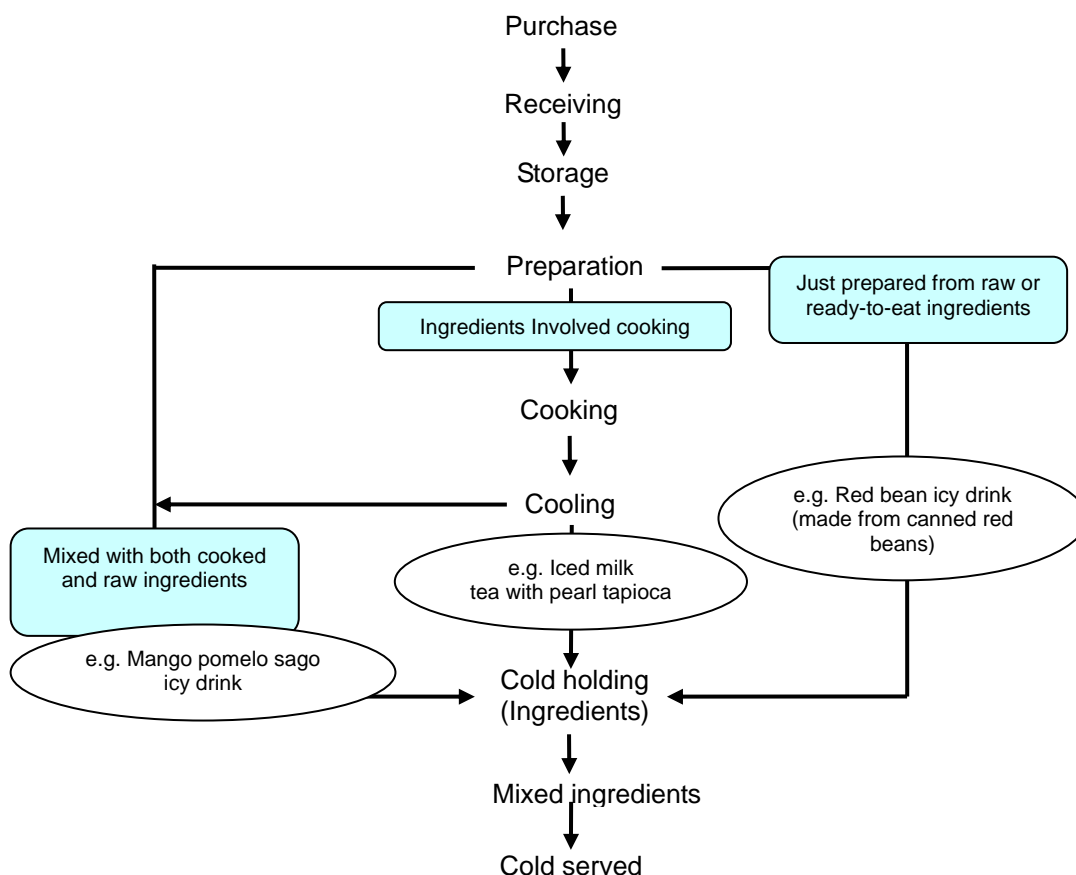 Purchase
Receiving
Storage
Preparation
Just prepared from raw or
ready-to-eat ingredients
Ingredients Involved cooking
Cooking
Cooling
e.g. Red bean icy drink
(made from canned red
beans)
Mixed with both cooked
and raw ingredients
e.g. Iced milk
tea with pearl tapioca
e.g. Mango pomelo sago
icy drink
Cold holding
(Ingredients)
Mixed ingredients
Cold served